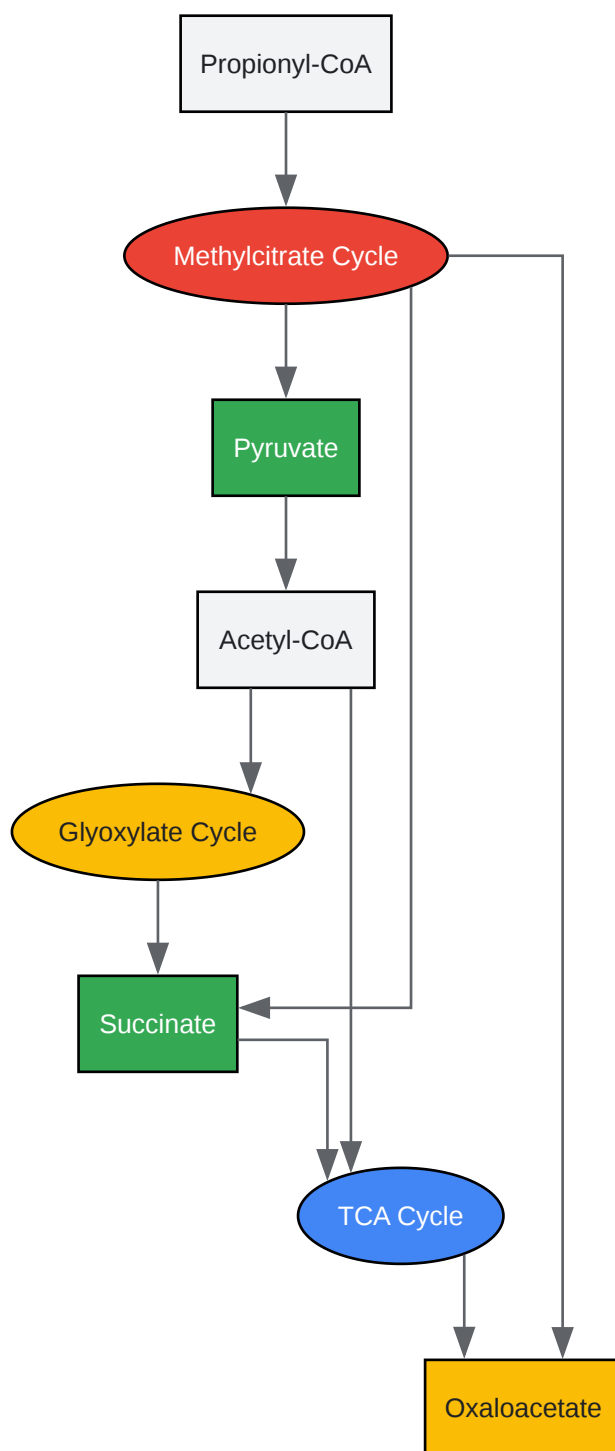 Propionyl-CoA
Methylcitrate Cycle
Pyruvate
Acetyl-CoA
Glyoxylate Cycle
Succinate
TCA Cycle
Oxaloacetate